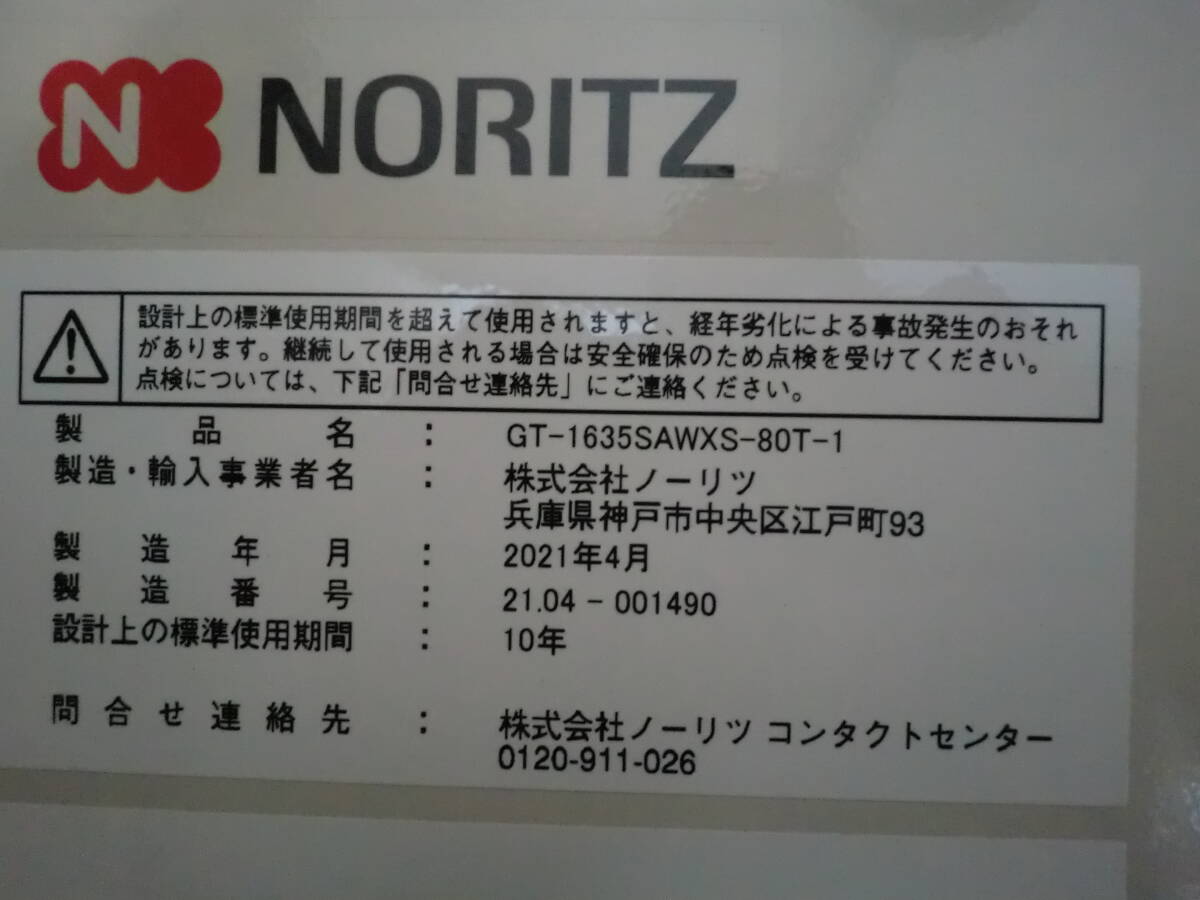 N NORITZ
設計上の標準使用期間を超えて使用されますと、経年劣化による事故発生のおそれ
があります。継続して使用される場合は安全確保のため点検を受けてください。
点検については、下記「問合せ連絡先」にご連絡ください。
製品名 : GT-1635SAWXS-80T-1
製造・輸入事業者名 : 株式会社ノーリツ
兵庫県神戸市中央区江戸町93
製造年月 : 2021年4月
製造番号 : 21.04 - 001490
設計上の標準使用期間 : 10年
問合せ連絡先 : 株式会社ノーリツ コンタクトセンター
0120-911-026